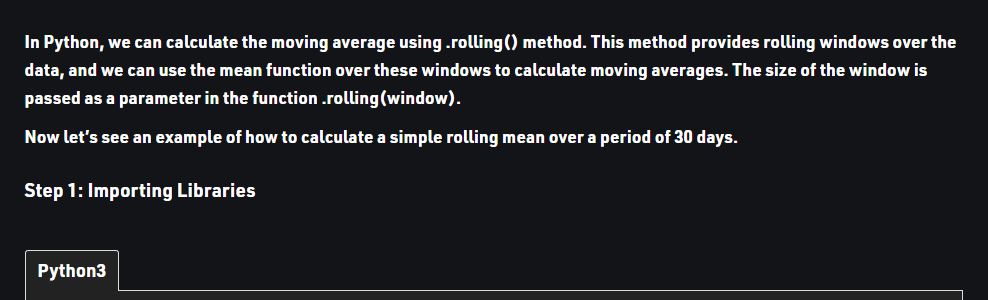 In Python, we can calculate the moving average using .rolling() method. This method provides rolling windows over the
data, and we can use the mean function over these windows to calculate moving averages. The size of the window is
passed as a parameter in the function .rolling(window).
Now let's see an example of how to calculate a simple rolling mean over a period of 30 days.
Step 1: Importing Libraries
Python3